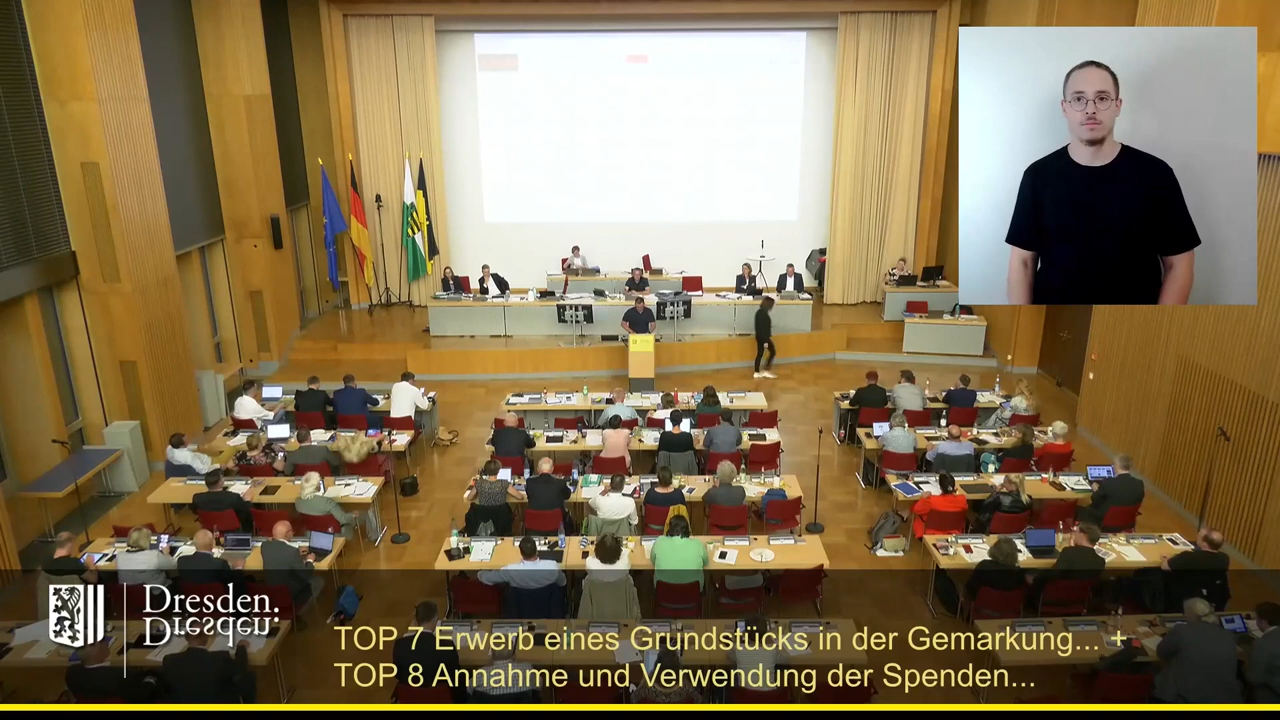 Dresden.
Dresden.
TOP 7 Erwerb eines Grundstücks in der Gemarkung... +
TOP 8 Annahme und Verwendung der Spenden...